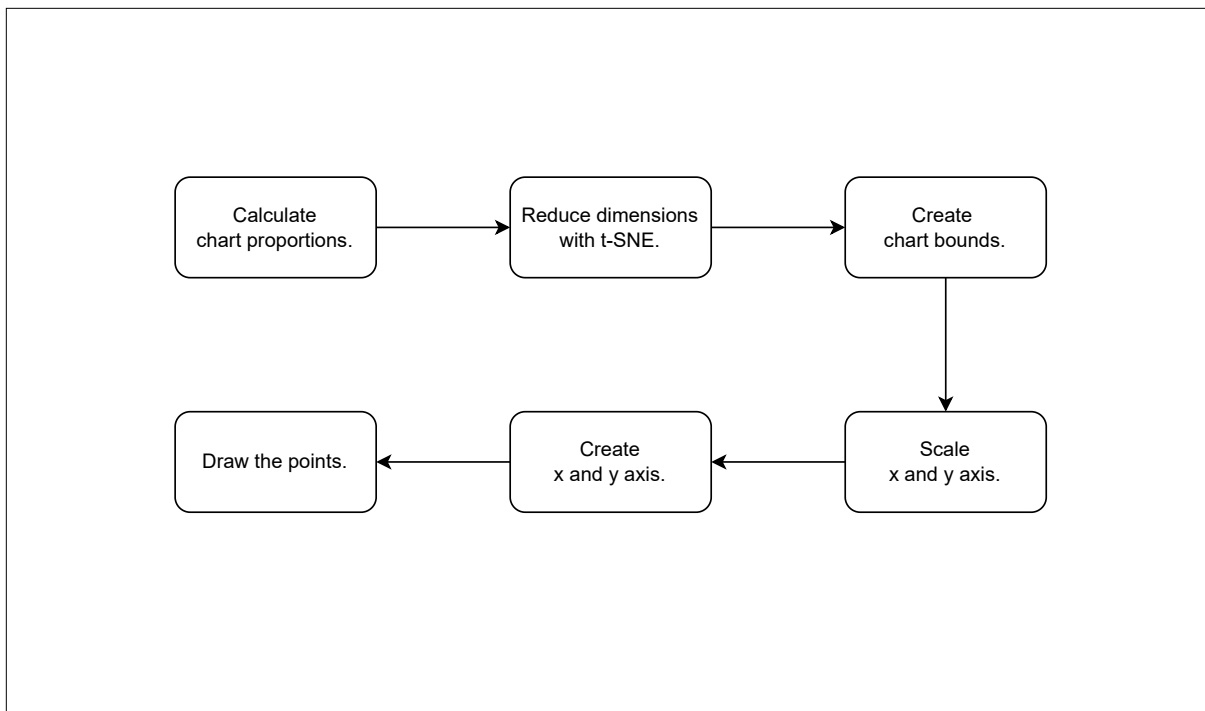 Calculate
chart proportions.
Reduce dimensions
with t-SNE.
Create
chart bounds.
Scale
x and y axis.
Create
x and y axis.
Draw the points.